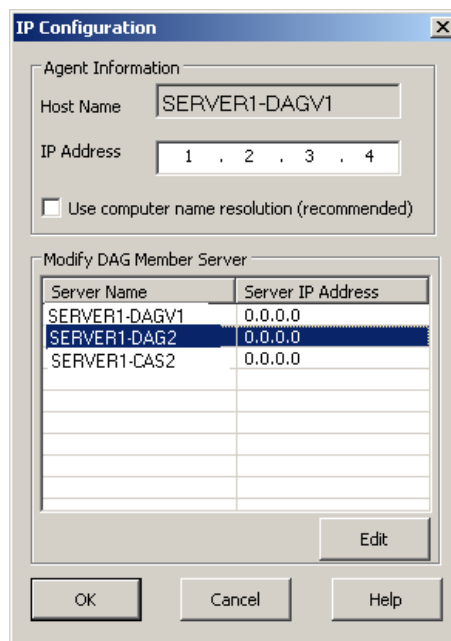 IP Configuration
Agent Information
Host Name SERVER1-DAGV1
IP Address 1 . 2 . 3 . 4
Use computer name resolution (recommended)
Modify DAG Member Server
Server Name Server IP Address
SERVER1-DAGV1 0.0.0.0
SERVER1-DAG2 0.0.0.0
SERVER1-CAS2 0.0.0.0
Edit
OK Cancel Help